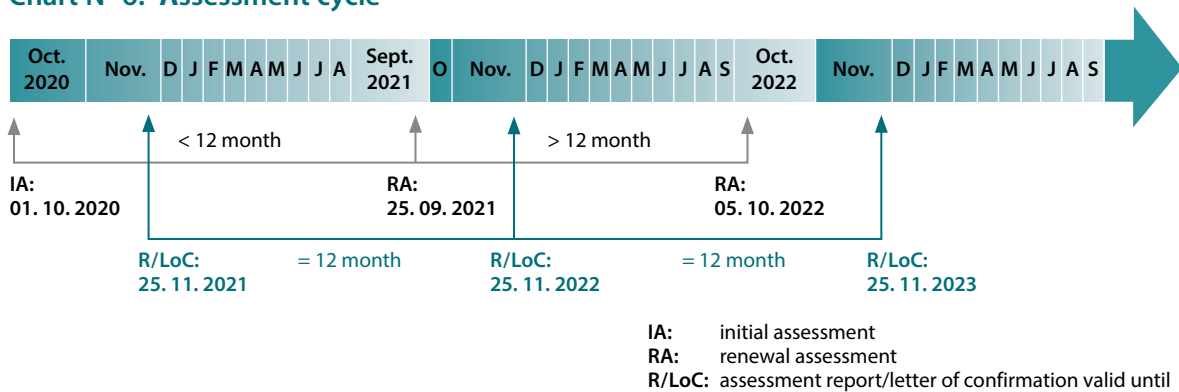 Chart N° 6: Assessment cycle
Oct. 2020 Nov. D J F M A M J J A Sept. 2021 O Nov. D J F M A M J J A S Oct. 2022 Nov. D J F M A M J J A S
< 12 month > 12 month
IA: RA: RA:
01. 10. 2020 25. 09. 2021 05. 10. 2022
R/LoC: = 12 month R/LoC: = 12 month R/LoC:
25. 11. 2021 25. 11. 2022 25. 11. 2023
IA: initial assessment
RA: renewal assessment
R/LoC: assessment report/letter of confirmation valid until